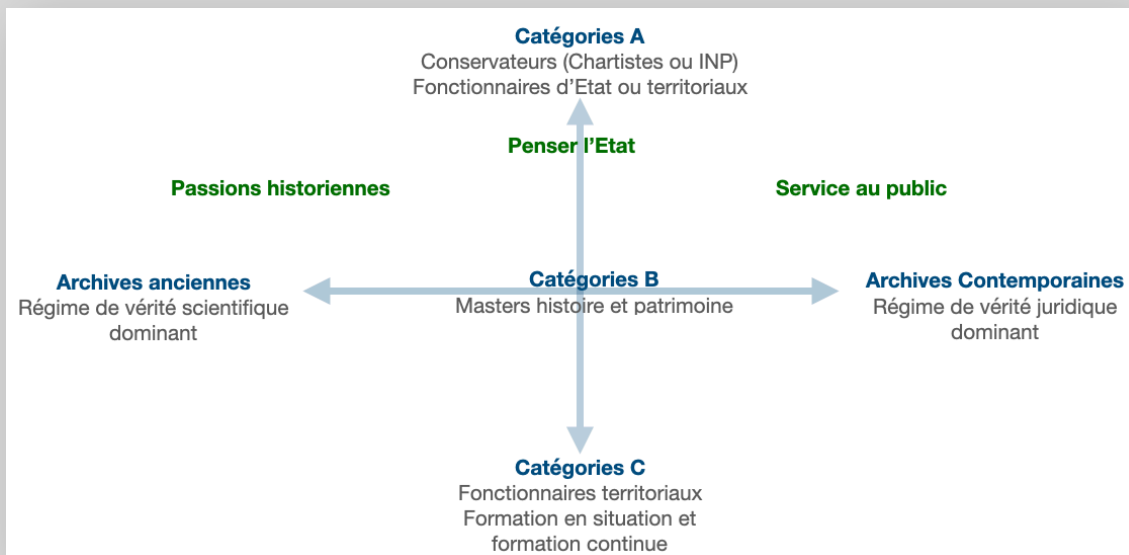 Catégories A
Conservateurs (Chartistes ou INP)
Fonctionnaires d'Etat ou territoriaux
Penser l'Etat
Passions historiennes
Service au public
Archives anciennes
Régime de vérité scientifique
dominant
Catégories B
Masters histoire et patrimoine
Archives Contemporaines
Régime de vérité juridique
dominant
Catégories C
Fonctionnaires territoriaux
Formation en situation et
formation continue